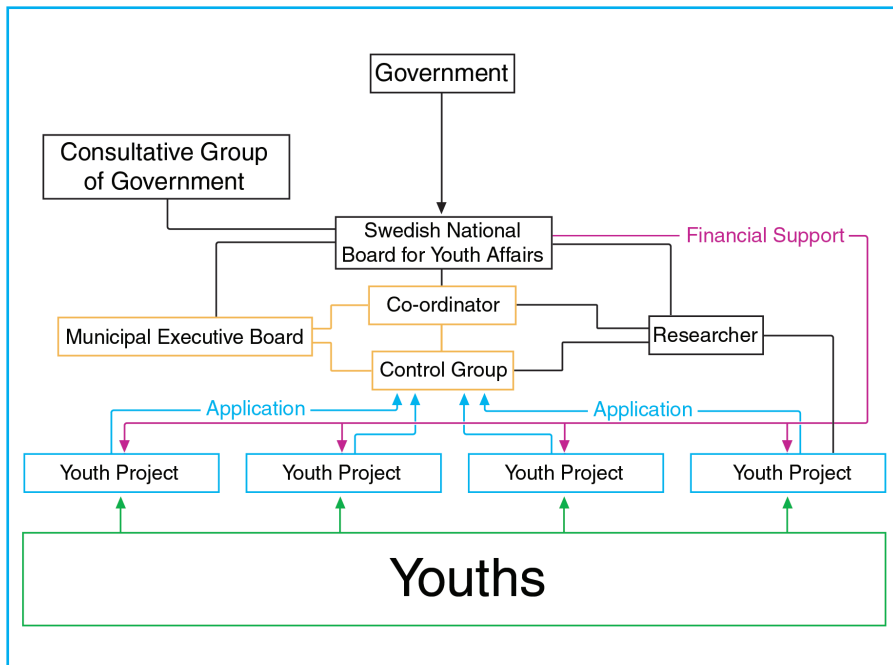 Government
Consultative Group
of Government
Swedish National
Board for Youth Affairs
Financial Support
Co-ordinator
Municipal Executive Board
Researcher
Control Group
Application
Application
Youth Project
Youth Project
Youth Project
Youth Project
Youths